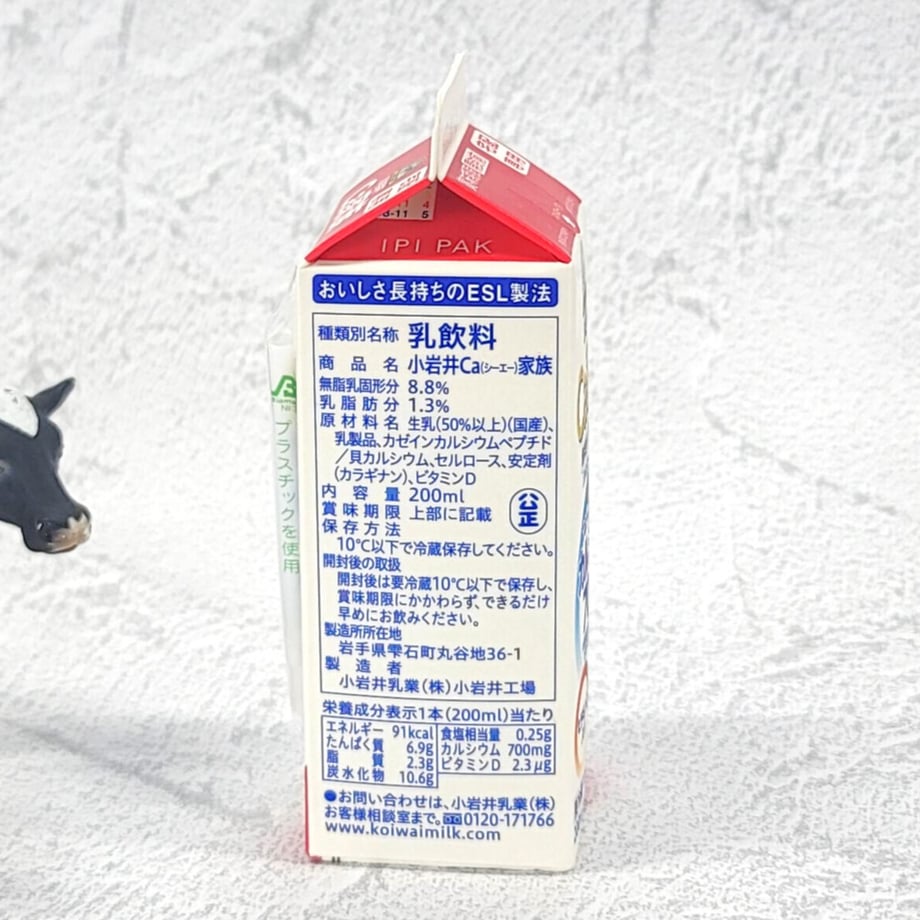 IPI PAK
おいしさ長持ちのESL製法
種類別名称 乳飲料
商品名 小岩井Ca(シーエー)家族
無脂乳固形分 8.8%
乳脂肪分 1.3%
原材料名 生乳(50%以上)(国産)、
乳製品、カゼインカルシウムペプチド
/貝カルシウム、セルロース、安定剤
(カラギナン)、ビタミンD
内容量 200ml
賞味期限 上部に記載
公正
保存方法
10℃以下で冷蔵保存してください。
開封後の取扱
開封後は要冷蔵10℃以下で保存し、
賞味期限にかかわらず、できるだけ
早めにお飲みください。
製造所所在地
岩手県雫石町丸谷地36-1
製造者
小岩井乳業(株)小岩井工場
栄養成分表示1本(200ml)当たり
エネルギー 91kcal
たんぱく質 6.9g
脂質 2.3g
炭水化物 10.6g
食塩相当量 0.25g
カルシウム 700mg
ビタミンD 2.3μg
●お問い合わせは、小岩井乳業(株)
お客様相談室まで。0120-171766
www.koiwaimilk.com
プラスチックを使用